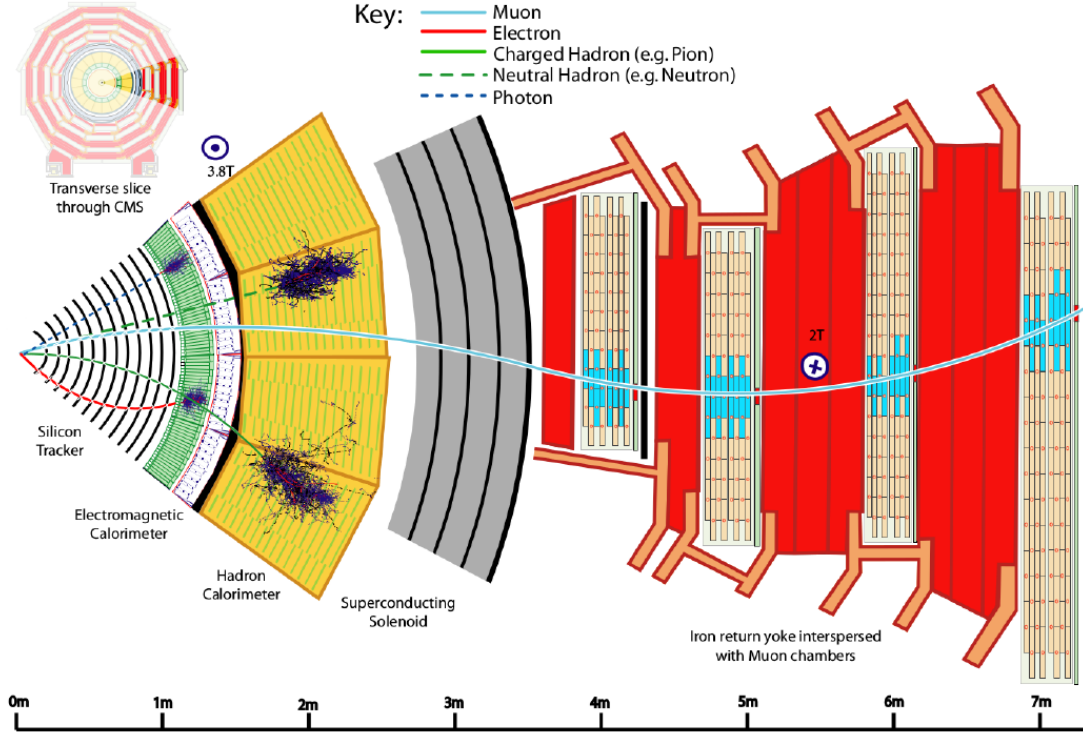 Key:
Muon
Electron
Charged Hadron (e.g. Pion)
Neutral Hadron (e.g. Neutron)
Photon
3.8T
Transverse slice
through CMS
2T
Silicon
Tracker
Electromagnetic
Calorimeter
Hadron
Calorimeter
Superconducting
Solenoid
Iron return yoke interspersed
with Muon chambers
0m 1m 2m 3m 4m 5m 6m 7m